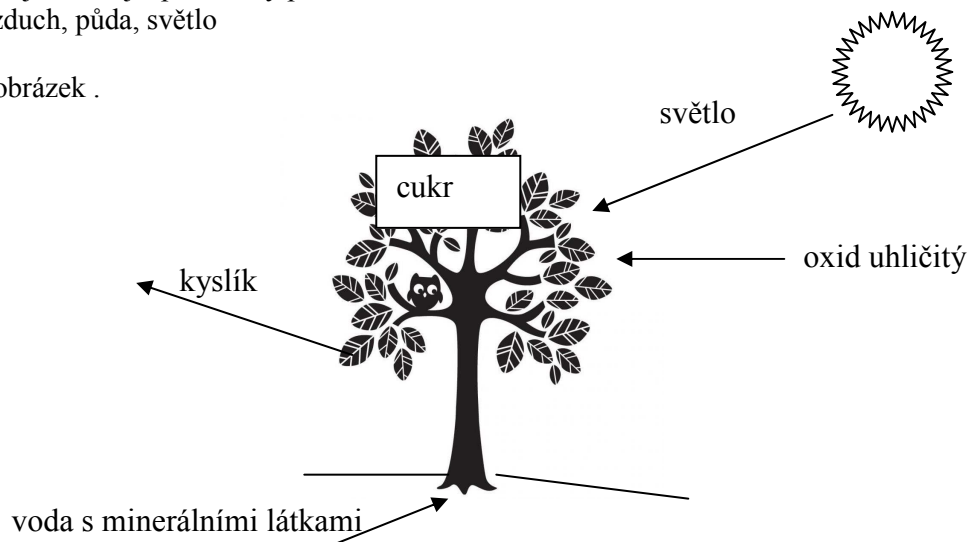 zduch, půda, světlo
obrázek .
světlo
cukr
oxid uhličitý
kyslík
voda s minerálními látkami